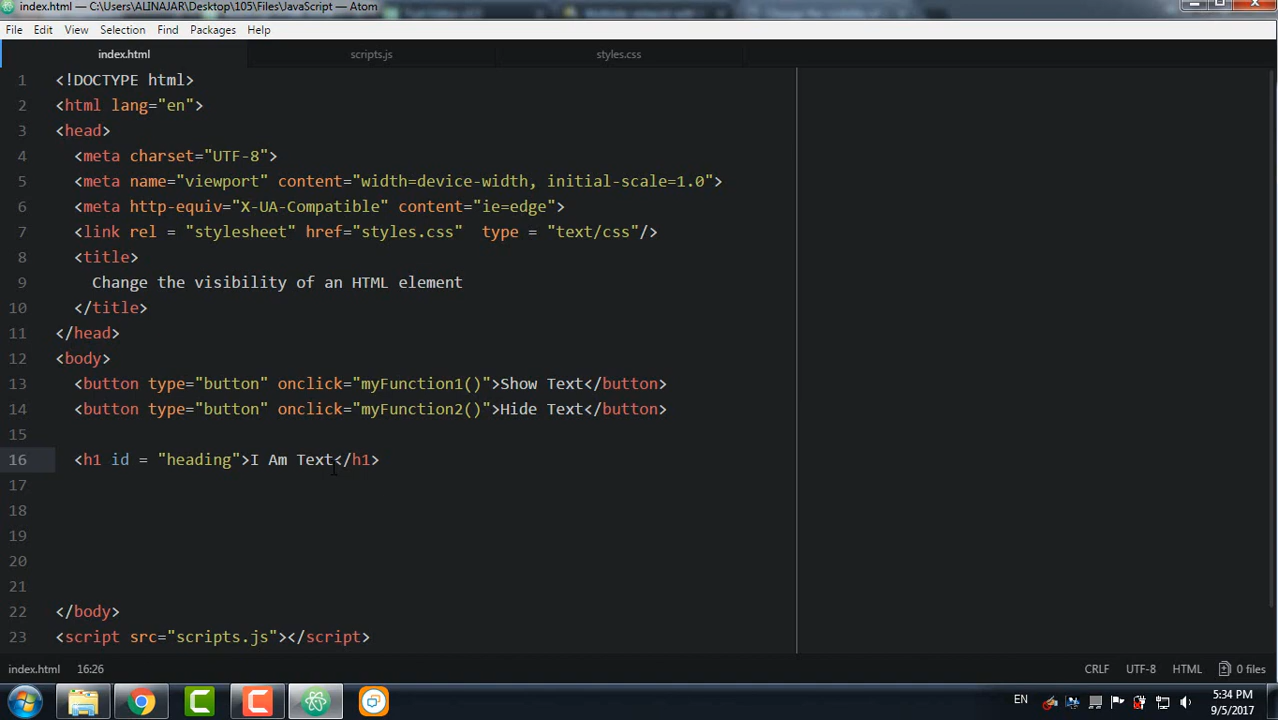 index.html — C:\Users\ALINAJAR\Desktop\105\Files\JavaScript — Atom
File Edit View Selection Find Packages Help
index.html scripts.js styles.css
1 <!DOCTYPE html>
2 <html lang="en">
3 <head>
4 <meta charset="UTF-8">
5 <meta name="viewport" content="width=device-width, initial-scale=1.0">
6 <meta http-equiv="X-UA-Compatible" content="ie=edge">
7 <link rel = "stylesheet" href="styles.css"  type = "text/css"/>
8 <title>
9 Change the visibility of an HTML element
10 </title>
11 </head>
12 <body>
13 <button type="button" onclick="myFunction1()">Show Text</button>
14 <button type="button" onclick="myFunction2()">Hide Text</button>
15
16 <h1 id = "heading">I Am Text</h1>
17
18
19
20
21
22 </body>
23 <script src="scripts.js"></script>
index.html 16:26 CRLF UTF-8 HTML 0 files
EN 5:34 PM
9/5/2017